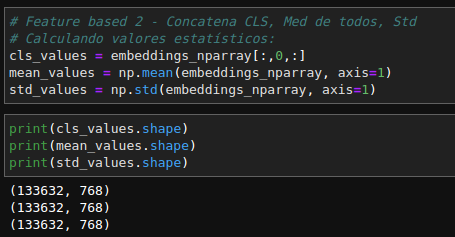 # Feature based 2 - Concatena CLS, Med de todos, Std
# Calculando valores estatísticos:
cls_values = embeddings_nparray[:,0,:]
mean_values = np.mean(embeddings_nparray, axis=1)
std_values = np.std(embeddings_nparray, axis=1)
print(cls_values.shape)
print(mean_values.shape)
print(std_values.shape)
(133632, 768)
(133632, 768)
(133632, 768)